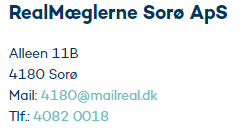 RealMæglerne Sorø ApS
Alleen 11B
4180 Sorø
Mail: 4180@mailreal.dk
Tlf.: 4082 0018